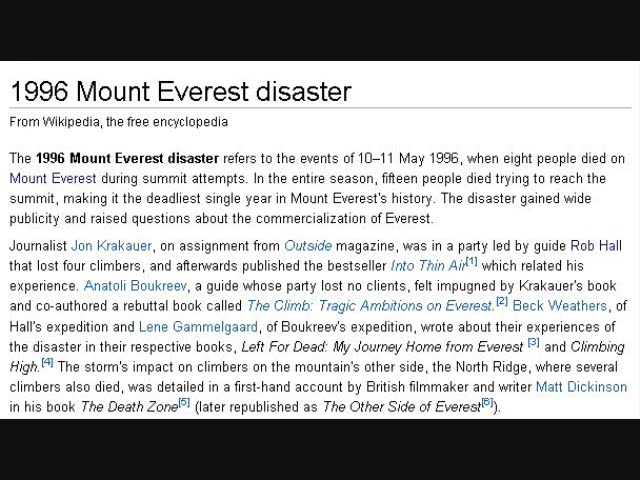 1996 Mount Everest disaster
From Wikipedia, the free encyclopedia
The 1996 Mount Everest disaster refers to the events of 10–11 May 1996, when eight people died on
Mount Everest during summit attempts. In the entire season, fifteen people died trying to reach the
summit, making it the deadliest single year in Mount Everest's history. The disaster gained wide
publicity and raised questions about the commercialization of Everest.
Journalist Jon Krakauer, on assignment from Outside magazine, was in a party led by guide Rob Hall
that lost four climbers, and afterwards published the bestseller Into Thin Air[1] which related his
experience. Anatoli Boukreev, a guide whose party lost no clients, felt impugned by Krakauer's book
and co-authored a rebuttal book called The Climb: Tragic Ambitions on Everest.[2] Beck Weathers, of
Hall's expedition and Lene Gammelgaard, of Boukreev's expedition, wrote about their experiences of
the disaster in their respective books, Left For Dead: My Journey Home from Everest [3] and Climbing
High.[4] The storm's impact on climbers on the mountain's other side, the North Ridge, where several
climbers also died, was detailed in a first-hand account by British filmmaker and writer Matt Dickinson
in his book The Death Zone[5] (later republished as The Other Side of Everest[6]).